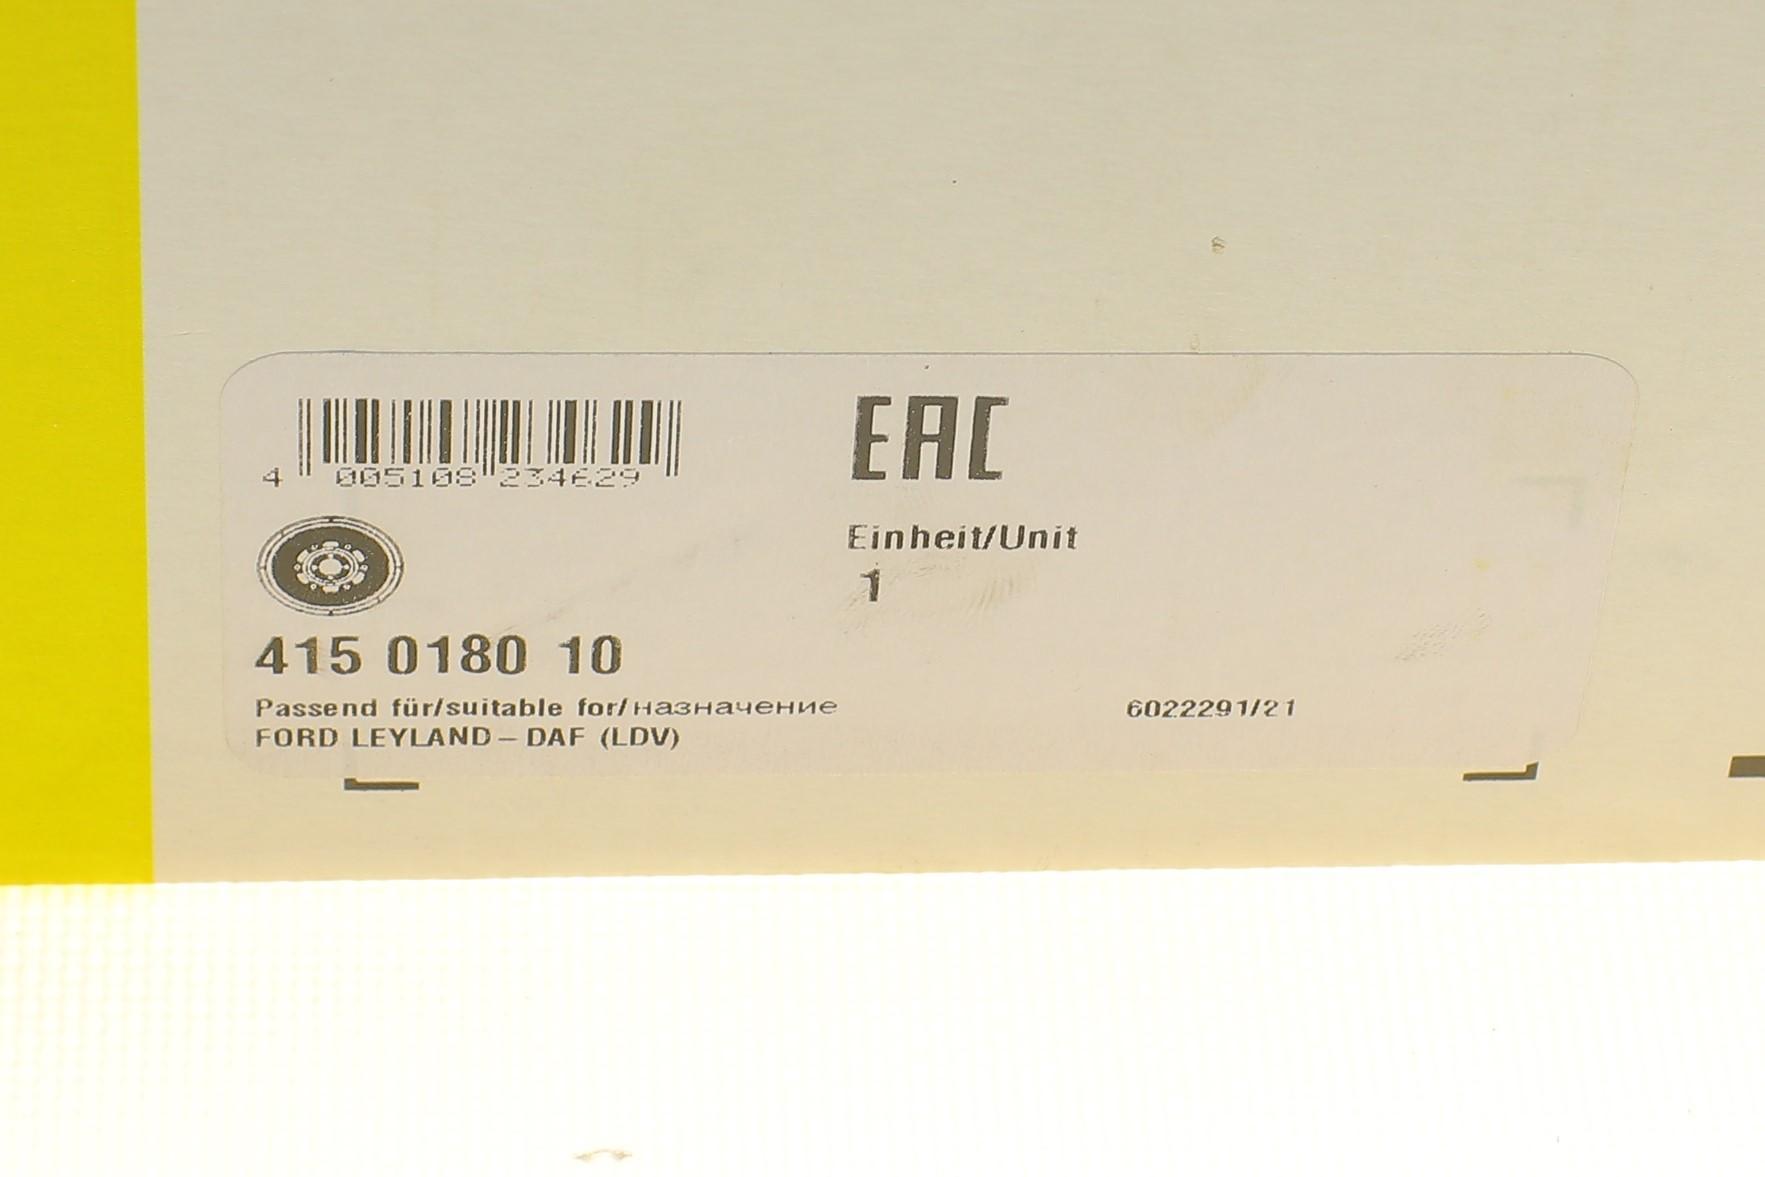 4 005108 234629
EAC
Einheit/Unit
1
415 0180 10
Passend für/suitable for/назначение
6022291/21
FORD LEYLAND – DAF (LDV)